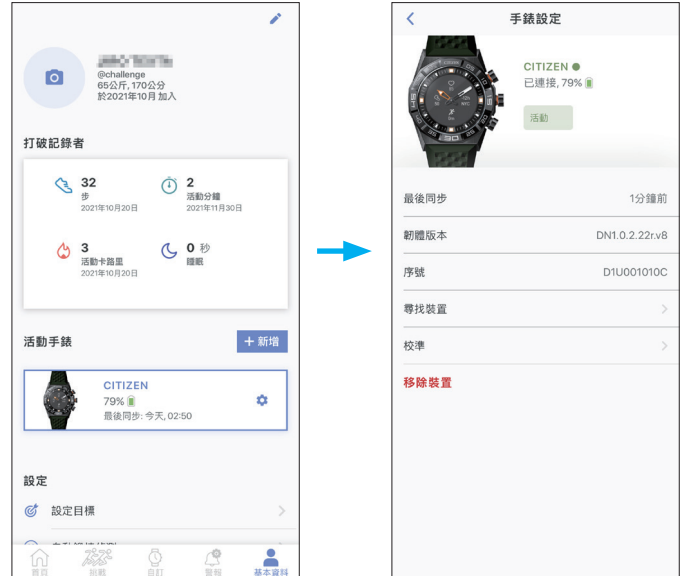 @challenge
65公斤, 170公分
於2021年10月 加入
打破記錄者
32
步
2021年10月20日
2
活動分鐘
2021年11月30日
3
活動卡路里
2021年10月20日
0 秒
睡眠
活動手錶
+ 新增
CITIZEN
79%
最後同步: 今天, 02:50
設定
設定目標
首頁
挑戰
自訂
警報
基本資料
手錶設定
CITIZEN
已連接, 79%
活動
最後同步
1分鐘前
韌體版本
DN1.0.2.22r.v8
序號
D1U001010C
尋找裝置
校準
移除裝置